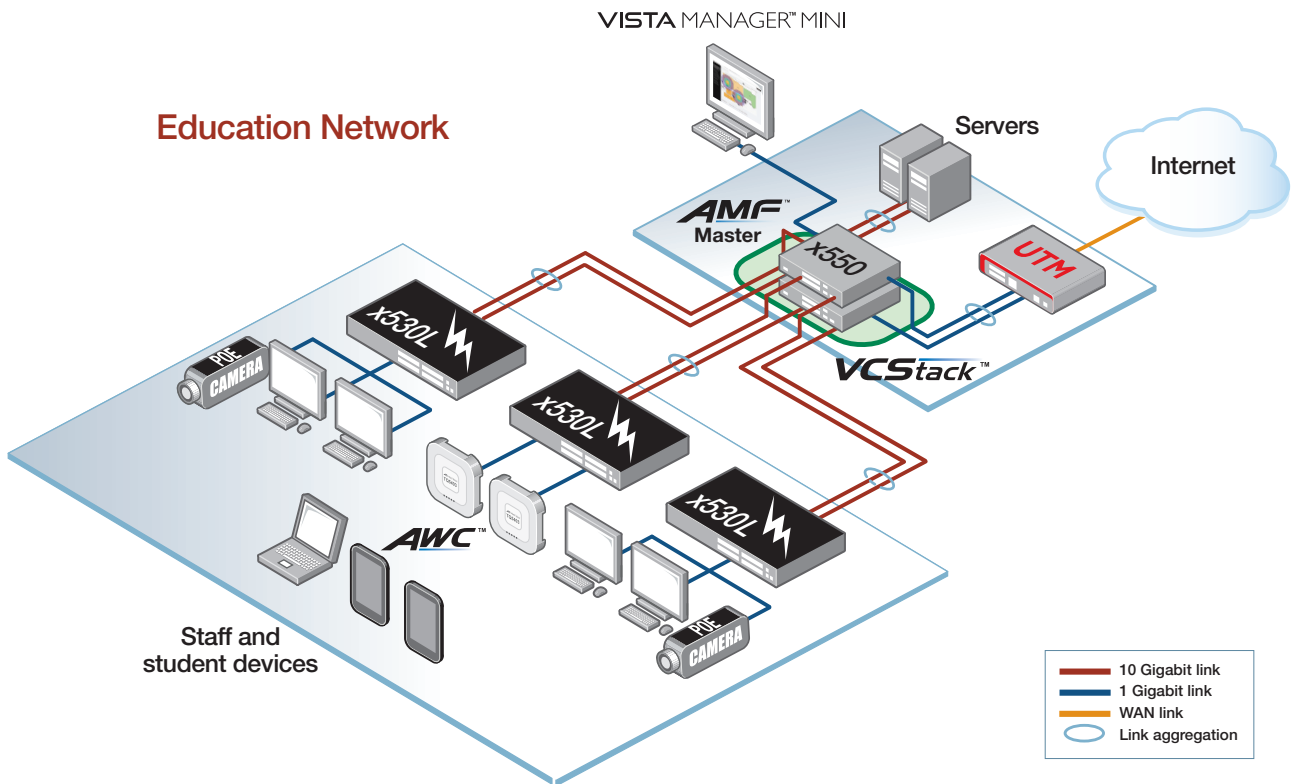 VISTA MANAGER™ MINI
Education Network
Servers
Internet
AMF™
Master
x550
UTM
VCStack™
x530L
POE
CAMERA
x530L
x530L
AWC™
POE
CAMERA
Staff and
student devices
10 Gigabit link
1 Gigabit link
WAN link
Link aggregation